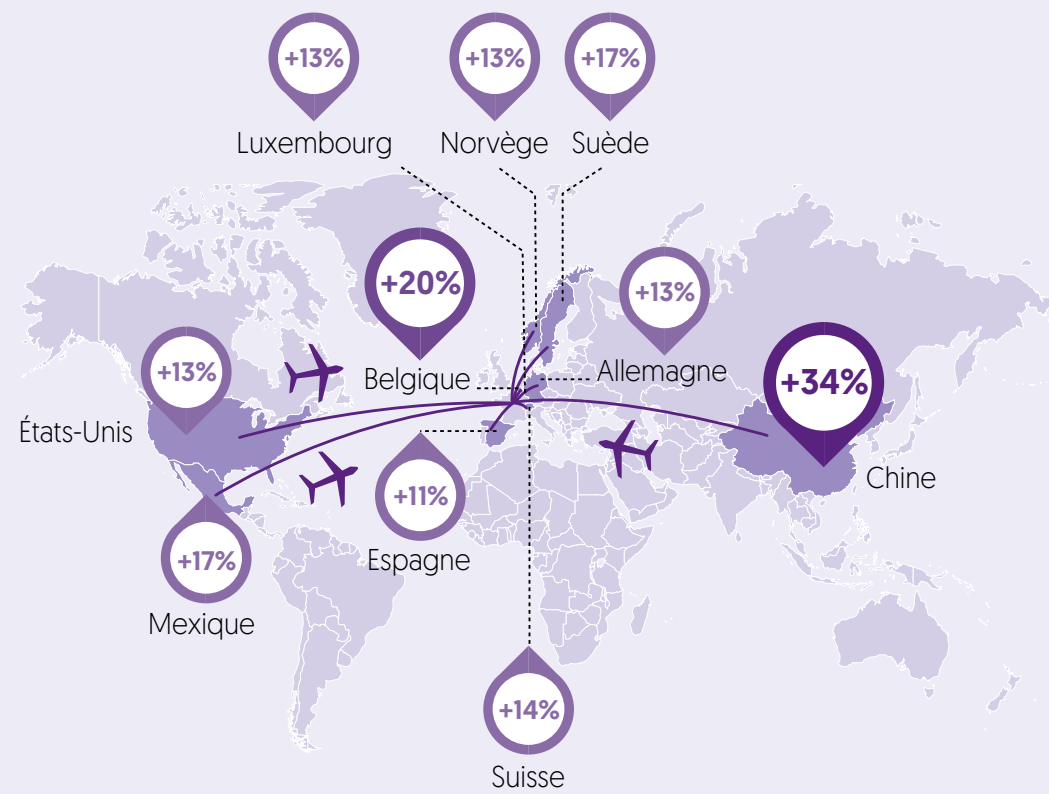 +13%
Luxembourg
+13%
Norvège
+17%
Suède
+20%
Belgique
+13%
Allemagne
+13%
États-Unis
+34%
Chine
+17%
Mexique
+11%
Espagne
+14%
Suisse